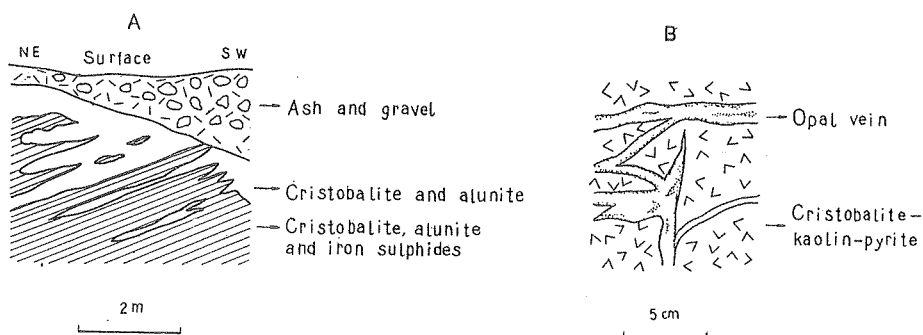 A
NE Surface SW
Ash and gravel
Cristobalite and alunite
Cristobalite, alunite
and iron sulphides
2 m
B
Opal vein
Cristobalite-
kaolin-pyrite
5 cm